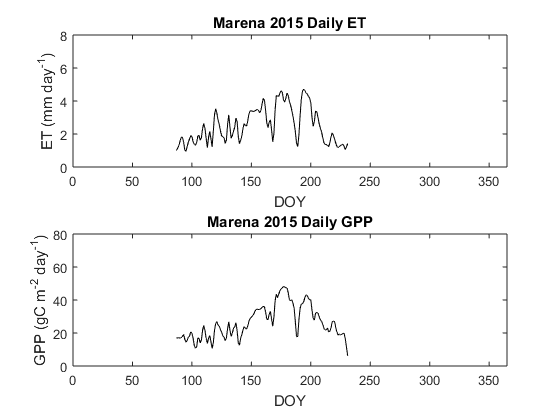 Marena 2015 Daily ET
8
6
4
2
0
ET (mm day⁻¹)
0 50 100 150 200 250 300 350
DOY
Marena 2015 Daily GPP
80
60
40
20
0
GPP (gC m⁻² day⁻¹)
0 50 100 150 200 250 300 350
DOY